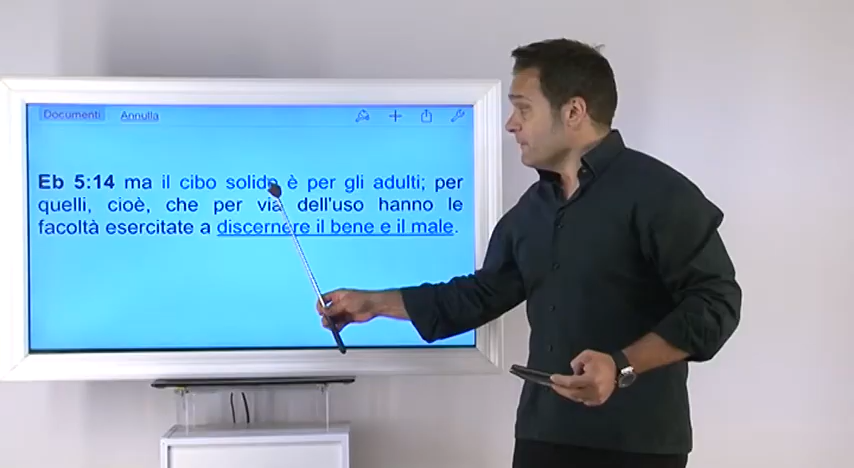 Documenti Annulla
Eb 5:14 ma il cibo solido è per gli adulti; per
quelli, cioè, che per via dell'uso hanno le
facoltà esercitate a discernere il bene e il male.